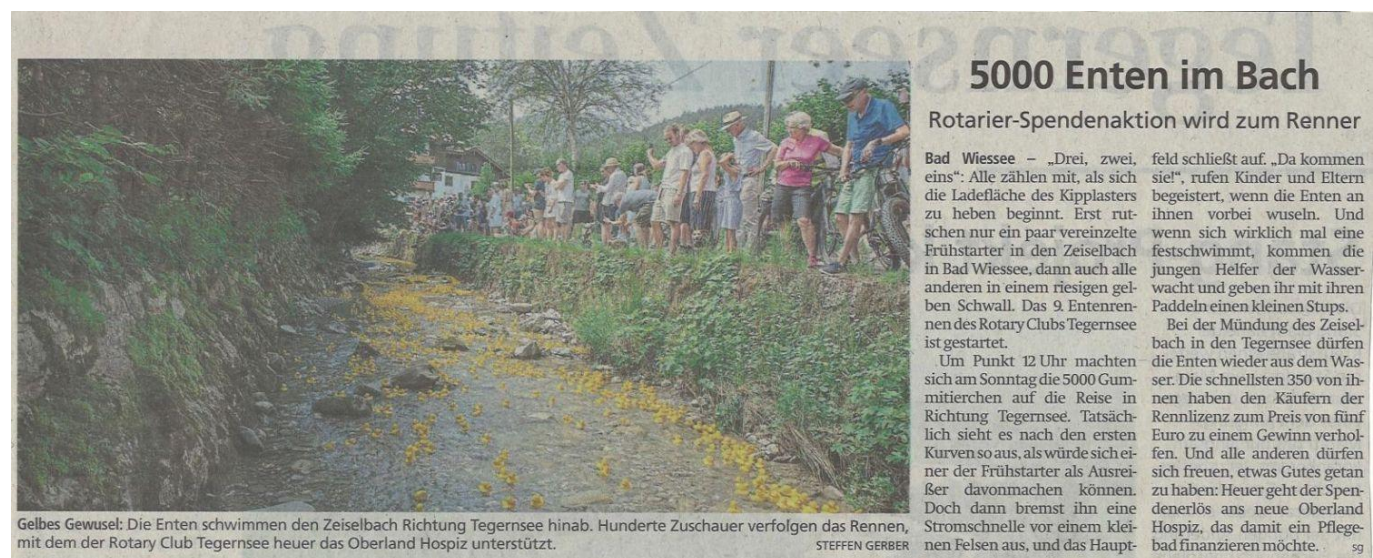 Tegernseer Zeitung
5000 Enten im Bach
Rotarier-Spendenaktion wird zum Renner
Bad Wiessee – „Drei, zwei,
eins“: Alle zählen mit, als sich
die Ladefläche des Kipplasters
zu heben beginnt. Erst rut-
schen nur ein paar vereinzelte
Frühstarter in den Zeiselbach
in Bad Wiessee, dann auch alle
anderen in einem riesigen gel-
ben Schwall. Das 9. Entenren-
nen des Rotary Clubs Tegernsee
ist gestartet.
Um Punkt 12 Uhr machten
sich am Sonntag die 5000 Gum-
mitierchen auf die Reise in
Richtung Tegernsee. Tatsäch-
lich sieht es nach den ersten
Kurven so aus, als würde sich ei-
ner der Frühstarter als Ausrei-
ßer davonmachen können.
Doch dann bremst ihn eine
Stromschnelle vor einem klei-
nen Felsen aus, und das Haupt-
feld schließt auf. „Da kommen
sie!“, rufen Kinder und Eltern
begeistert, wenn die Enten an
ihnen vorbei wuseln. Und
wenn sich wirklich mal eine
festschwimmt, kommen die
jungen Helfer der Wasser-
wacht und geben ihr mit ihren
Paddeln einen kleinen Stups.
Bei der Mündung des Zeisel-
bach in den Tegernsee dürfen
die Enten wieder aus dem Was-
ser. Die schnellsten 350 von ih-
nen haben den Käufern der
Rennlizenz zum Preis von fünf
Euro zu einem Gewinn verhol-
fen. Und alle anderen dürfen
sich freuen, etwas Gutes getan
zu haben: Heuer geht der Spen-
denerlös ans neue Oberland
Hospiz, das damit ein Pflege-
bad finanzieren möchte. sg
Gelbes Gewusel: Die Enten schwimmen den Zeiselbach Richtung Tegernsee hinab. Hunderte Zuschauer verfolgen das Rennen,
mit dem der Rotary Club Tegernsee heuer das Oberland Hospiz unterstützt. STEFFEN GERBER